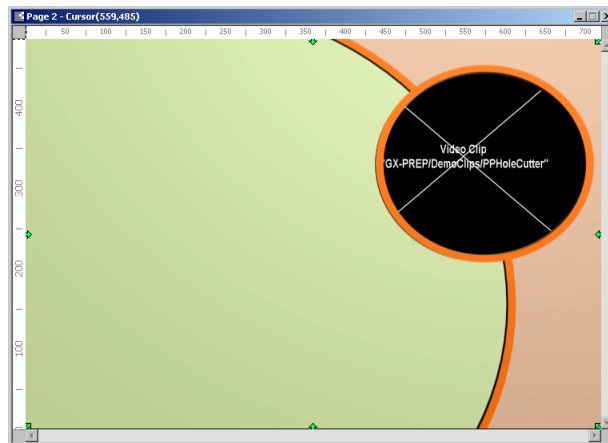 Page 2 - Cursor(559,485)
50 100 150 200 250 300 350 400 450 500 550 600 650 700
400
300
200
100
0
Video Clip
"GX-PREP/DemoClips/PPHoleCutter"